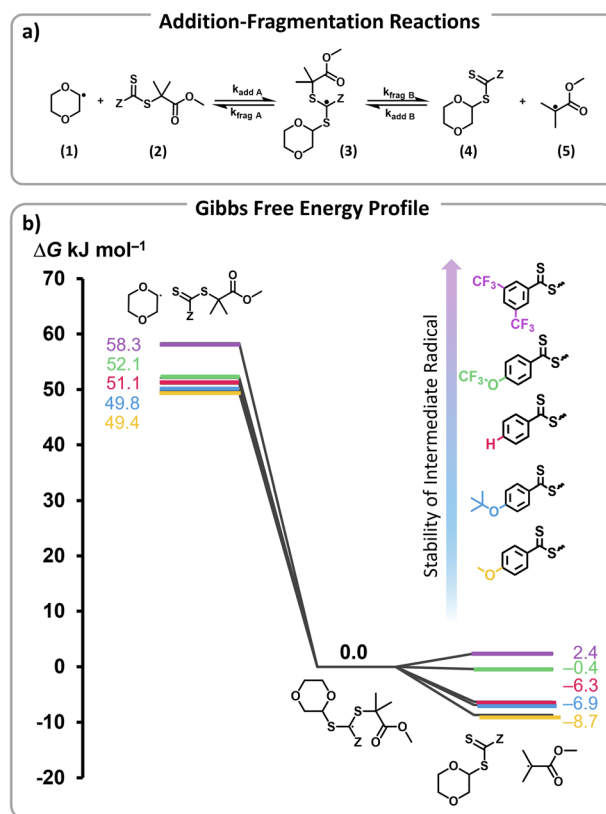 Addition-Fragmentation Reactions
a)
S
Z
S
O
O
k add A
k frag A
O
O
S
Z
S
O
O
k frag B
k add B
S
Z
S
O
O
+
O
O
(1)
+
(2)
(3)
(4)
(5)
Gibbs Free Energy Profile
b)
ΔG kJ mol⁻¹
70
60
50
40
30
20
10
0
-10
-20
58.3
52.1
51.1
49.8
49.4
0.0
2.4
−0.4
−6.3
−6.9
−8.7
Stability of Intermediate Radical
CF₃
CF₃
S
S
CF₃
O
S
S
H
S
S
O
S
S
O
S
S
O
O
S
Z
S
O
O
O
O
S
S
Z
O
O
S
Z
S
O
O
O
O